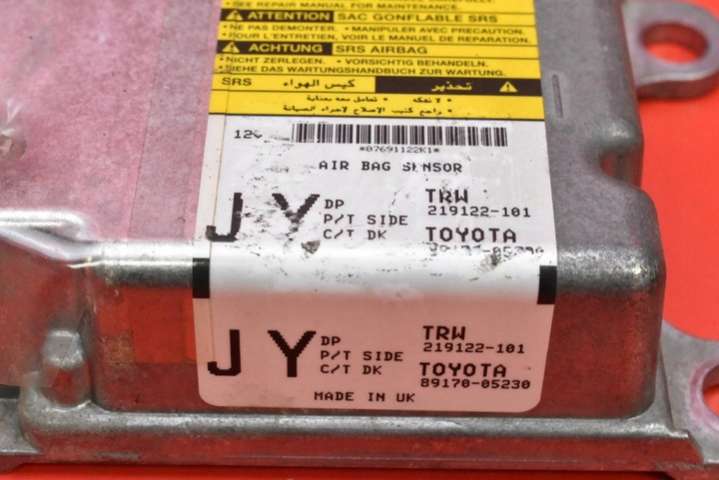 • SEE REPAIR MANUAL FOR MAINTENANCE.
ATTENTION SAC GONFLABLE SRS
• NE PAS DEMONTER. • MANIPULER AVEC PRECAUTION.
• POUR L'ENTRETIEN, VOIR LE MANUEL DE REPARATION.
ACHTUNG SRS AIRBAG
• NICHT ZERLEGEN. • VORSICHTIG BEHANDELN.
• SIEHE DAS WARTUNGSHANDBUCH ZUR WARTUNG.
تحذير كيس الهواء SRS
• لا تفكه • تعامل معه بعناية
• راجع كتيب الإصلاح لاجراء الصيانة
12V
*87691122K1*
AIR BAG SENSOR
JY DP TRW
P/T SIDE 219122-101
C/T DK TOYOTA
JY DP TRW
P/T SIDE 219122-101
C/T DK TOYOTA
89170-05230
MADE IN UK